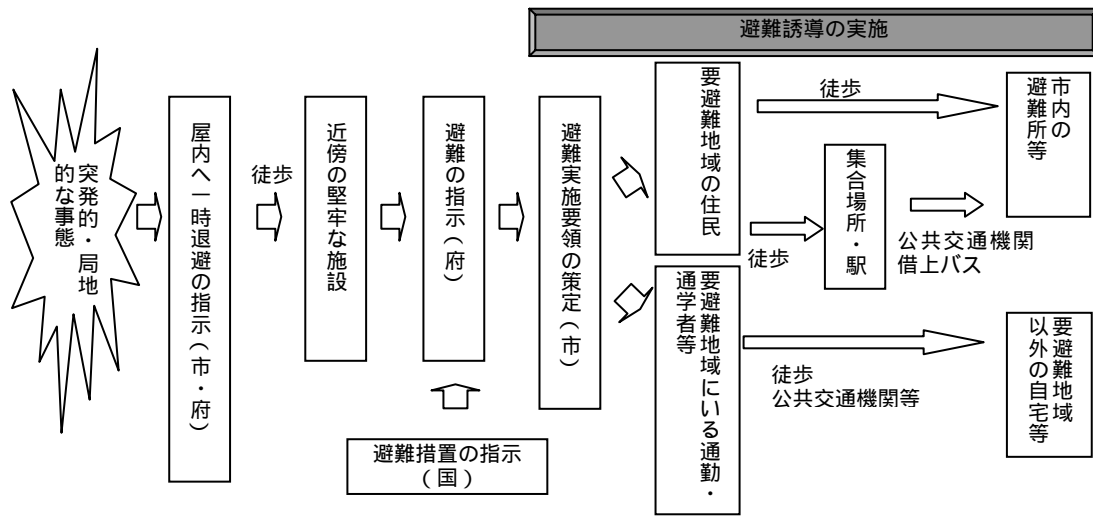 避難誘導の実施
突発的・局地
的な事態
屋内へ一時退避の指示（市・府）
徒歩
近傍の堅牢な施設
避難の指示（府）
避難措置の指示
（国）
避難実施要領の策定（市）
要避難地域の住民
徒歩
市内の
避難所等
徒歩
集合場所・駅
公共交通機関
借上バス
要避難地域にいる通勤・
通学者等
徒歩
公共交通機関等
要避難地域
以外の自宅等